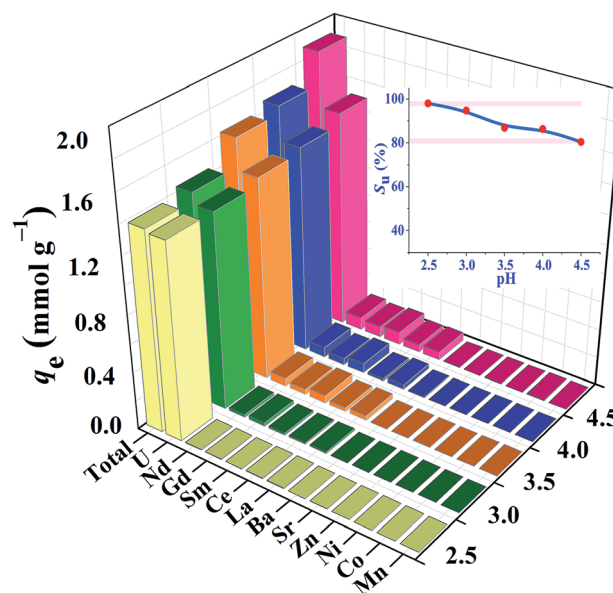 2.0
1.6
1.2
0.8
0.4
0.0
qe (mmol g−1)
Total
U
Nd
Gd
Sm
Ce
La
Ba
Sr
Zn
Ni
Co
Mn
2.5
3.0
3.5
4.0
4.5
100
80
60
40
Su (%)
2.5 3.0 3.5 4.0 4.5
pH